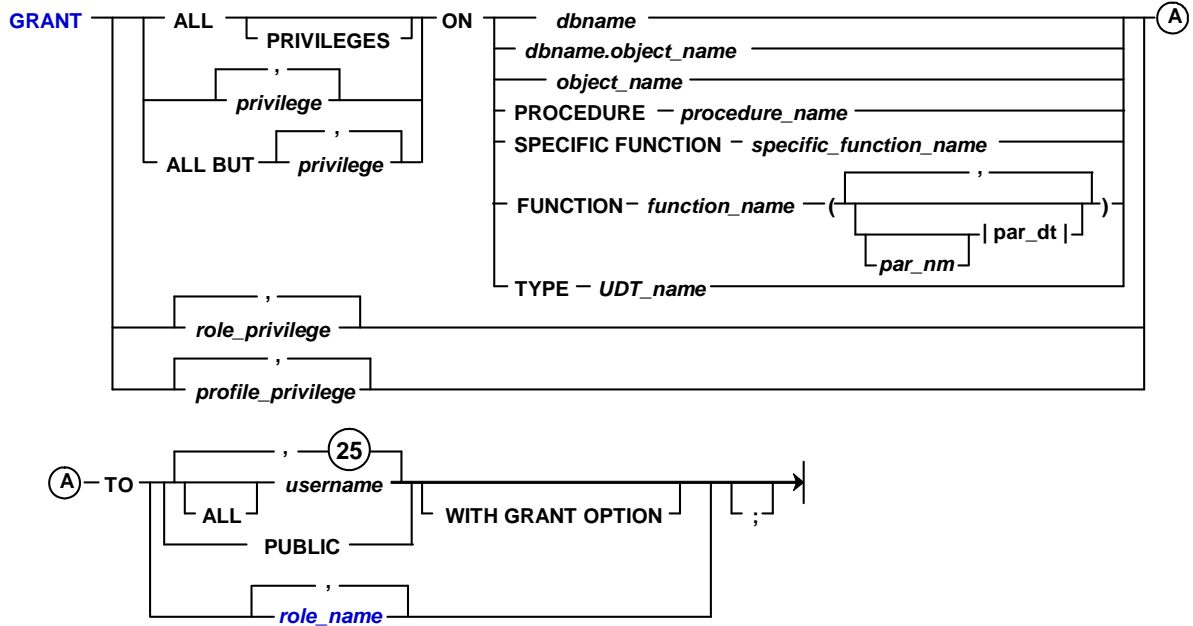 GRANT ALL ON dbname A
PRIVILEGES
dbname.object_name
,
object_name
privilege
PROCEDURE procedure_name
,
SPECIFIC FUNCTION specific_function_name
ALL BUT privilege
,
FUNCTION function_name ( )
| par_dt |
par_nm
TYPE UDT_name
,
role_privilege
,
profile_privilege
, 25
A TO username
ALL WITH GRANT OPTION ;
PUBLIC
,
role_name